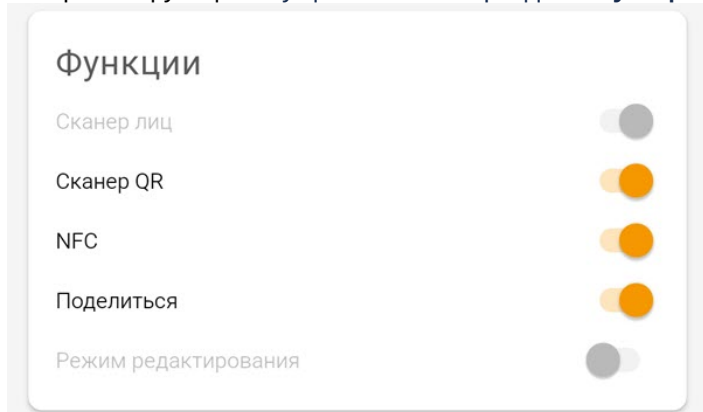 Функции
Сканер лиц
Сканер QR
NFC
Поделиться
Режим редактирования